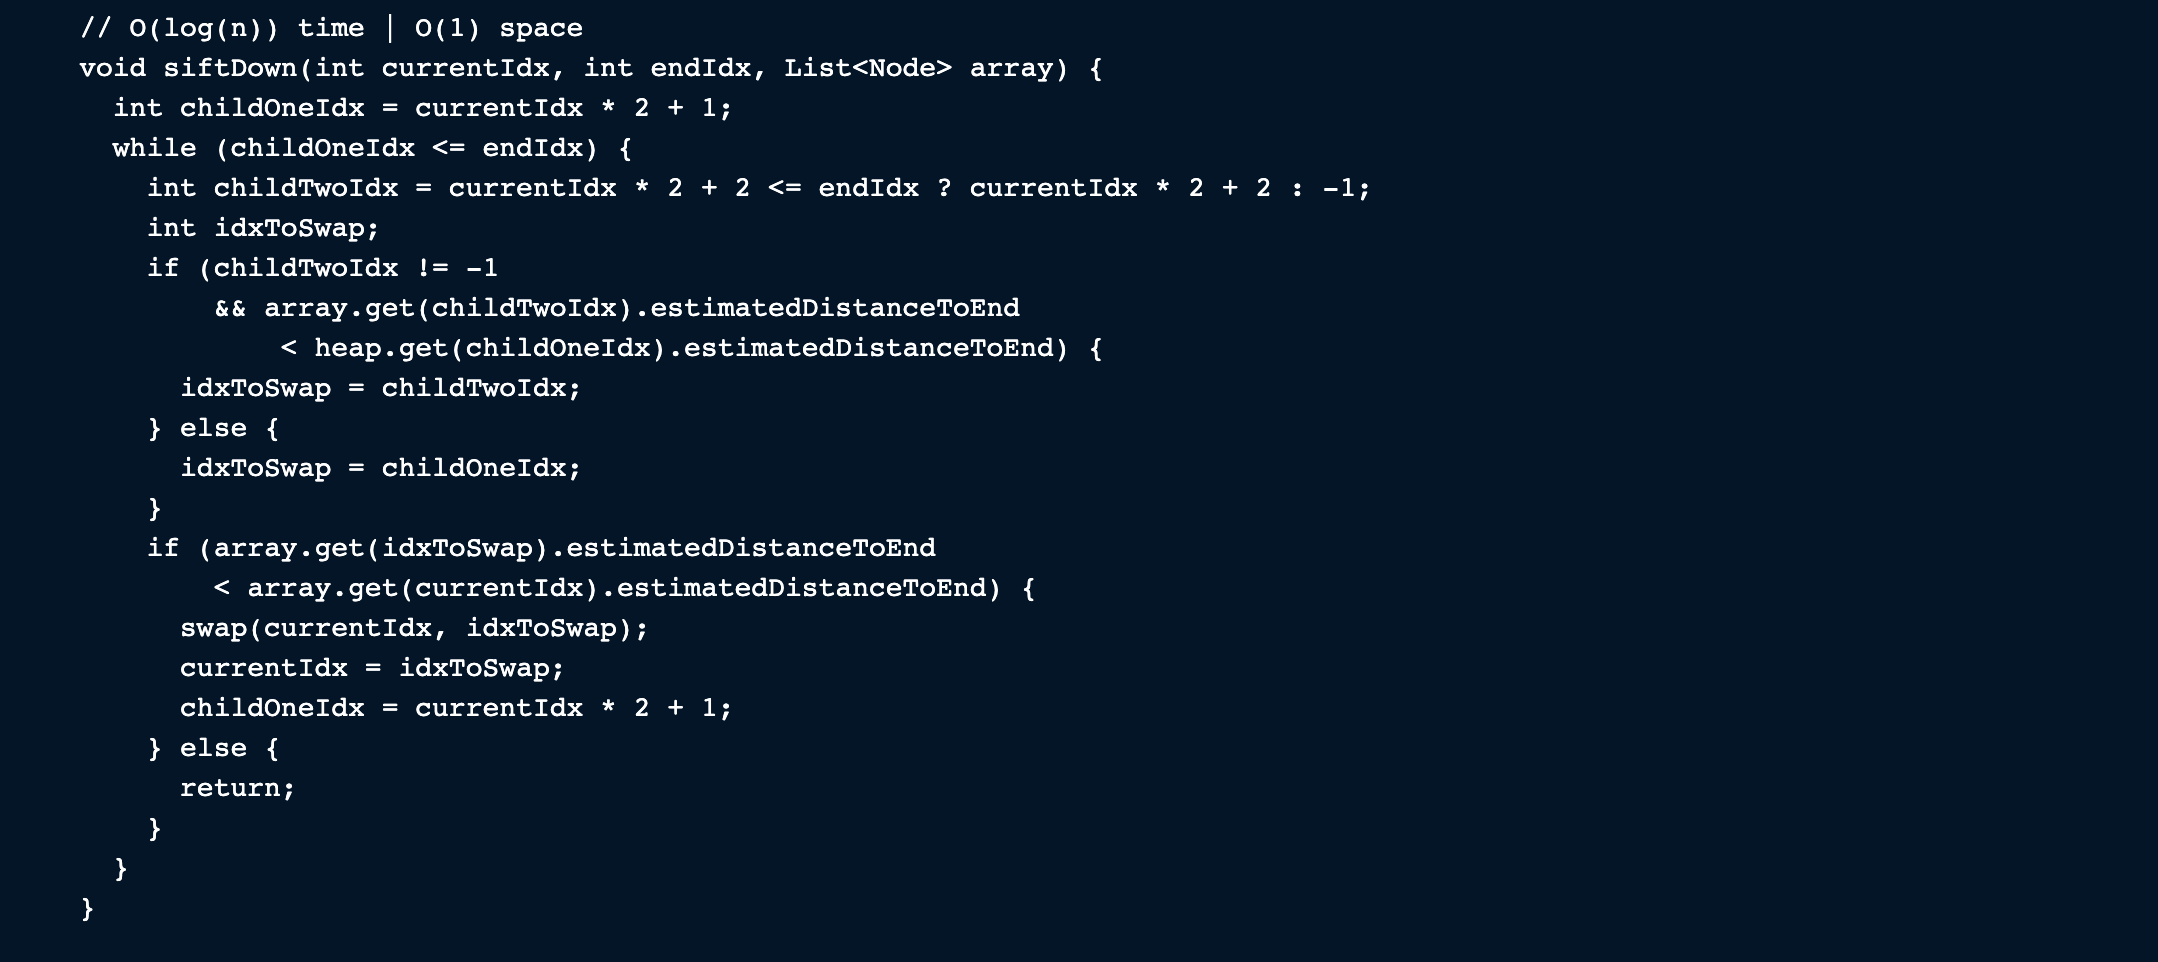 // O(log(n)) time | O(1) space
void siftDown(int currentIdx, int endIdx, List<Node> array) {
  int childOneIdx = currentIdx * 2 + 1;
  while (childOneIdx <= endIdx) {
    int childTwoIdx = currentIdx * 2 + 2 <= endIdx ? currentIdx * 2 + 2 : -1;
    int idxToSwap;
    if (childTwoIdx != -1
        && array.get(childTwoIdx).estimatedDistanceToEnd
            < heap.get(childOneIdx).estimatedDistanceToEnd) {
      idxToSwap = childTwoIdx;
    } else {
      idxToSwap = childOneIdx;
    }
    if (array.get(idxToSwap).estimatedDistanceToEnd
        < array.get(currentIdx).estimatedDistanceToEnd) {
      swap(currentIdx, idxToSwap);
      currentIdx = idxToSwap;
      childOneIdx = currentIdx * 2 + 1;
    } else {
      return;
    }
  }
}